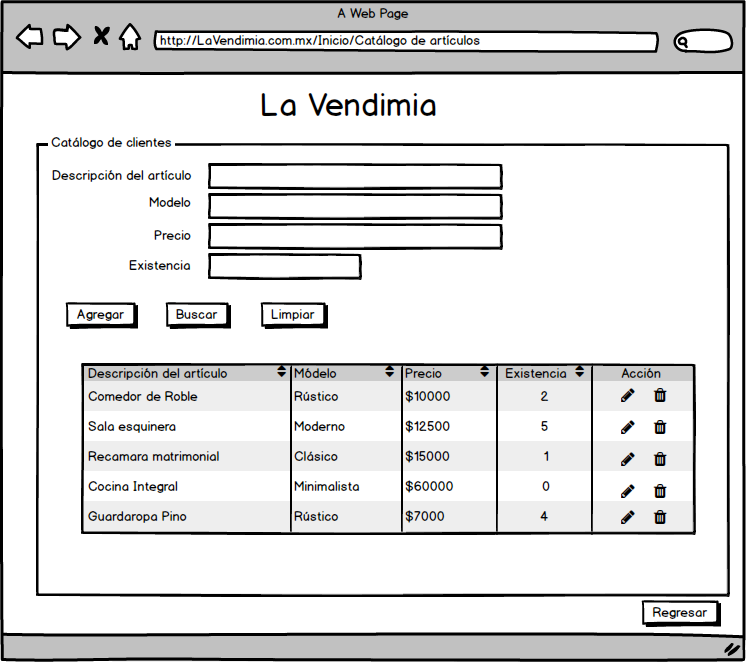 A Web Page
http://LaVendimia.com.mx/Inicio/Catálogo de artículos
La Vendimia
Catálogo de clientes
Descripción del artículo
Modelo
Precio
Existencia
Agregar Buscar Limpiar
Descripción del artículo Módelo Precio Existencia Acción
Comedor de Roble Rústico $10000 2
Sala esquinera Moderno $12500 5
Recamara matrimonial Clásico $15000 1
Cocina Integral Minimalista $60000 0
Guardaropa Pino Rústico $7000 4
Regresar